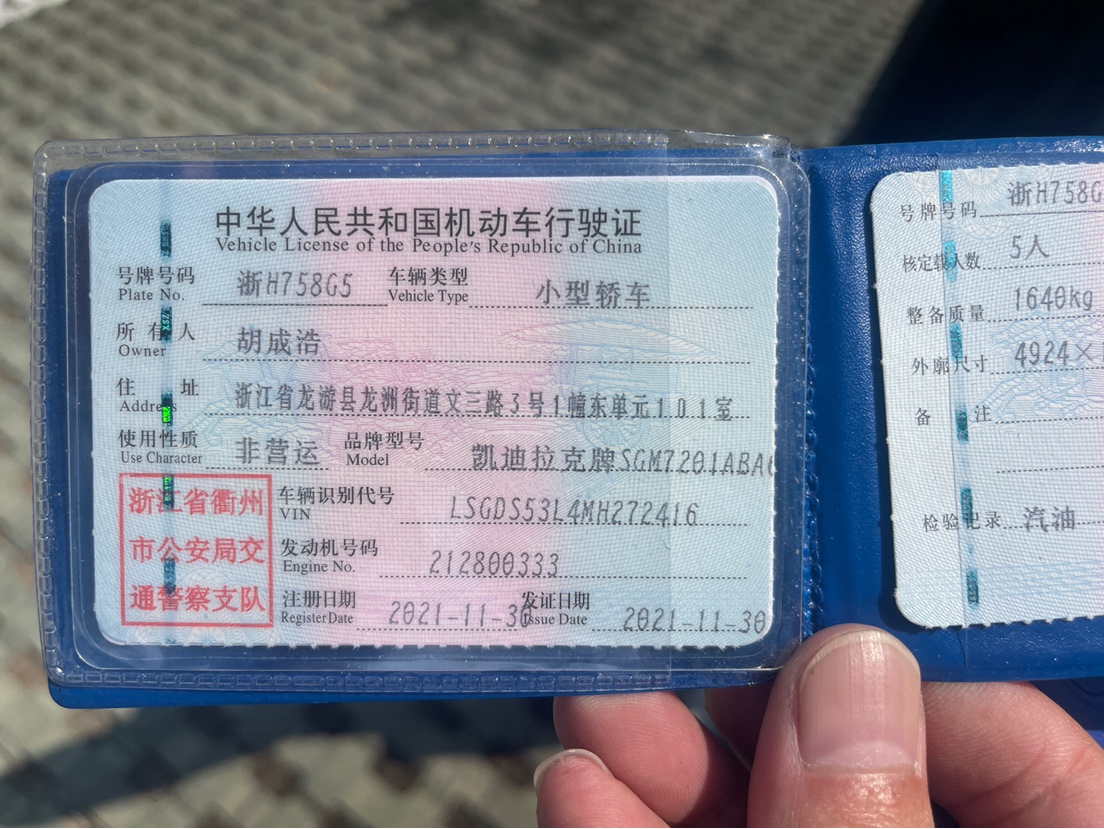 中华人民共和国机动车行驶证
Vehicle License of the People's Republic of China
号牌号码 浙H758G5 车辆类型 小型轿车
Plate No. Vehicle Type
所有人 胡成浩
Owner
住址 浙江省龙游县龙洲街道文三路3号1幢东单元101室
Address
使用性质 非营运 品牌型号 凯迪拉克牌SGM7201ABA
Use Character Model
浙江省衢州
市公安局交
通警察支队
车辆识别代号 LSGDS53L4MH272416
VIN
发动机号码 212800333
Engine No.
注册日期 2021-11-30 发证日期 2021-11-30
Register Date Issue Date
号牌号码 浙H758G
核定载人数 5人
整备质量 1640kg
外廓尺寸 4924×
备注
检验记录 汽油